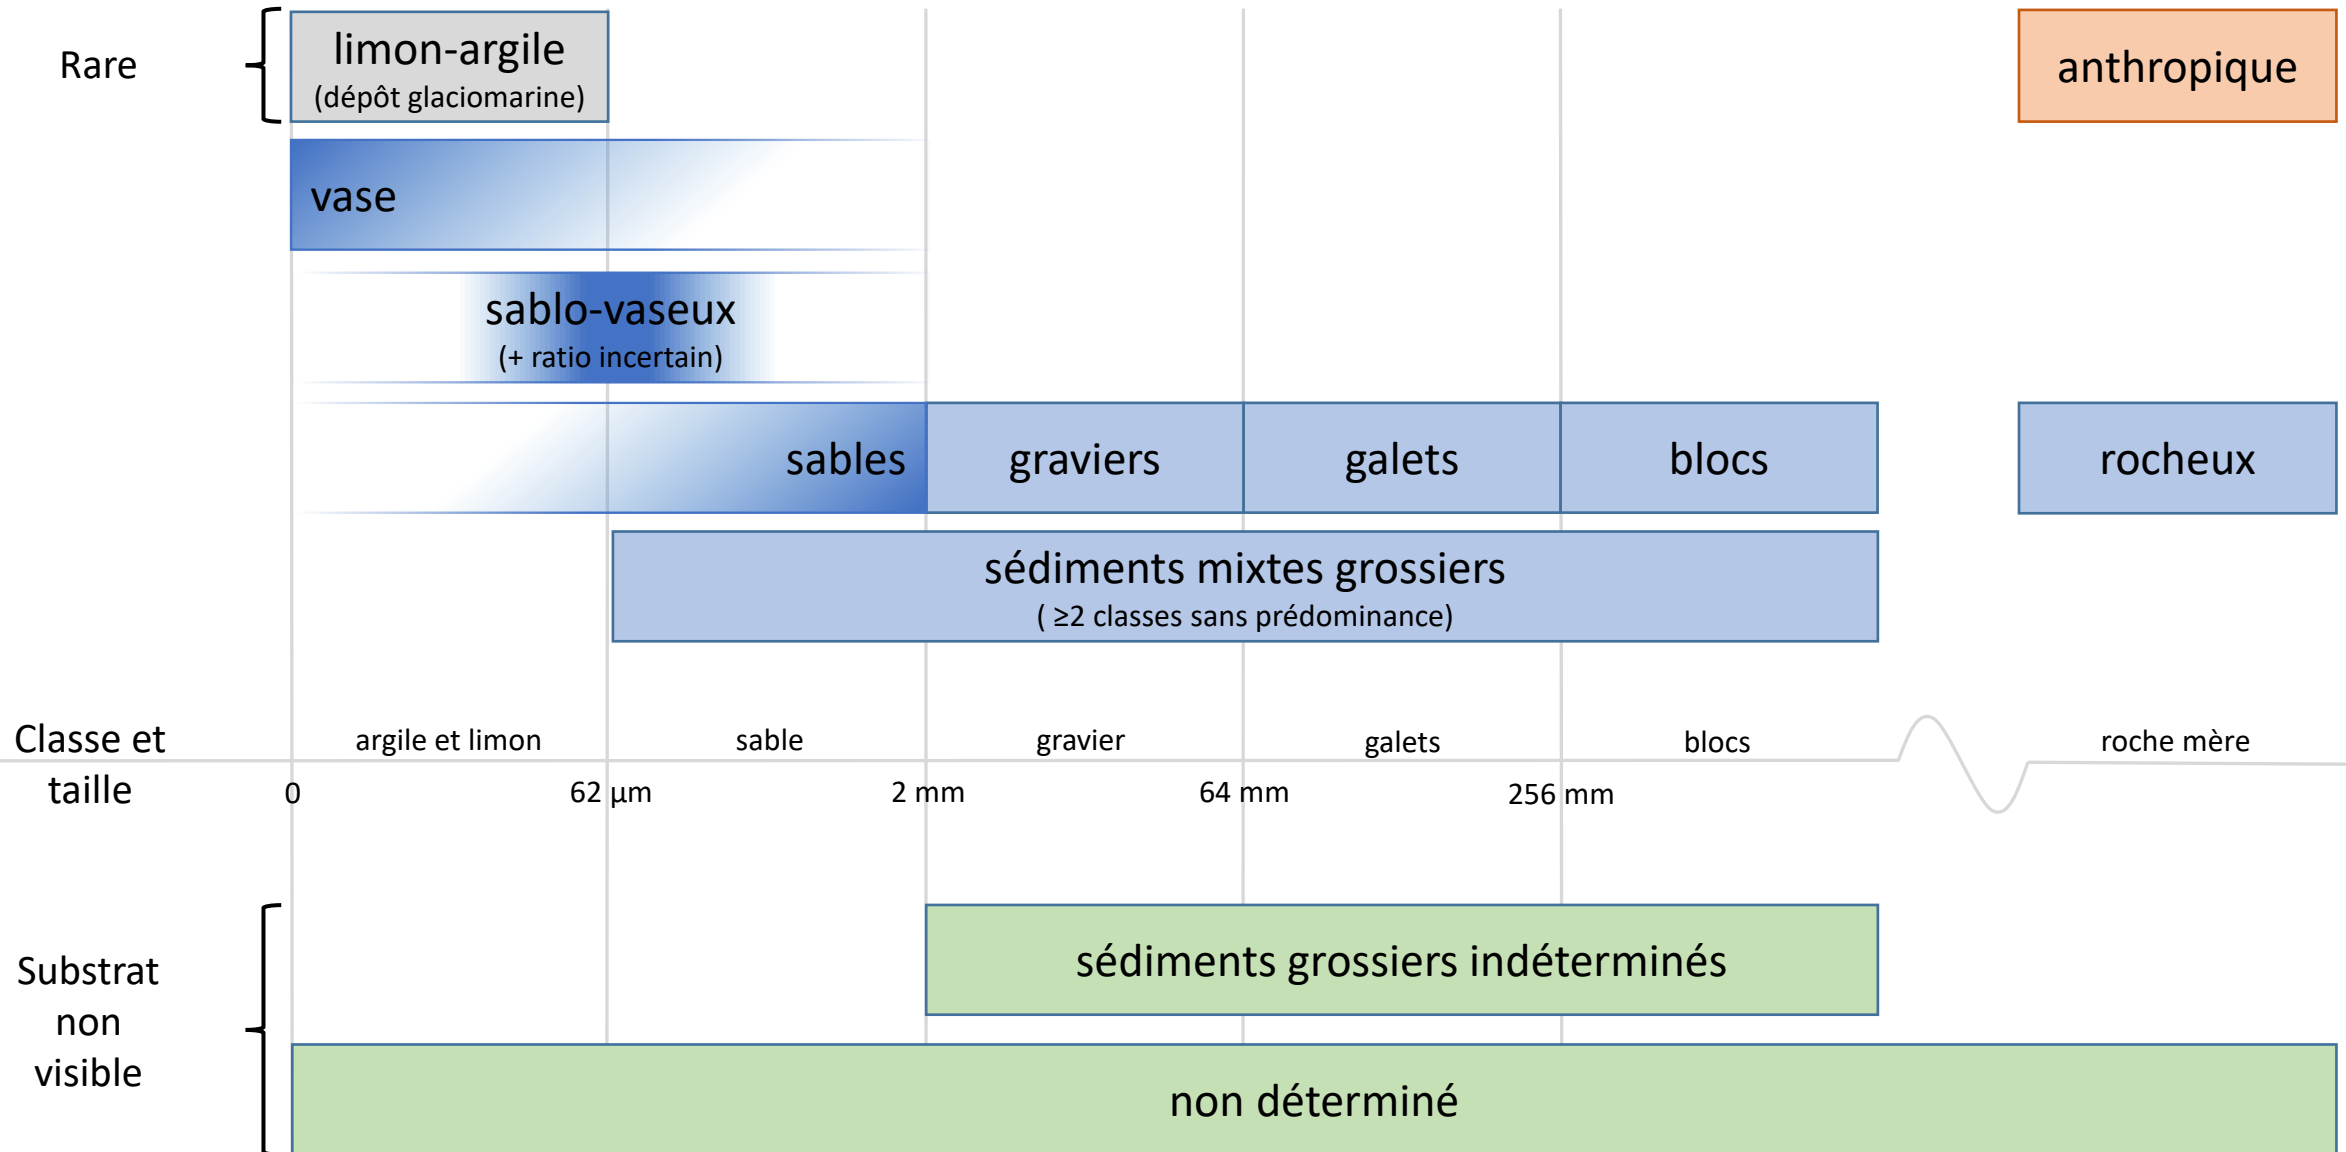 Rare
limon-argile
(dépôt glaciomarine)
anthropique
vase
sablo-vaseux
(+ ratio incertain)
sables
graviers
galets
blocs
rocheux
sédiments mixtes grossiers
( ≥2 classes sans prédominance)
Classe et
taille
argile et limon
sable
gravier
galets
blocs
roche mère
0
62 µm
2 mm
64 mm
256 mm
Substrat
non
visible
sédiments grossiers indéterminés
non déterminé